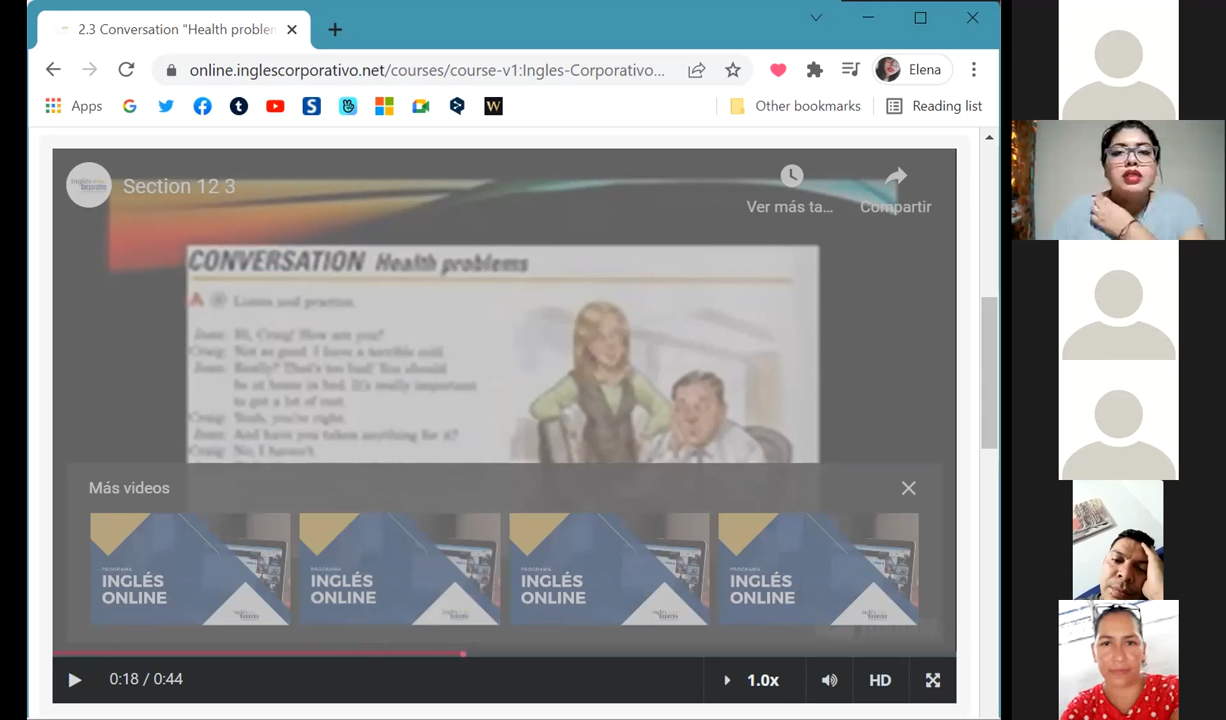 2.3 Conversation "Health problem
online.inglescorporativo.net/courses/course-v1:Ingles-Corporativo...
Elena
Apps
Other bookmarks
Reading list
Section 12 3
Ver más ta...
Compartir
CONVERSATION Health problems
A Listen and practice.
Joan: Hi, Craig! How are you?
Craig: Not so good. I have a terrible cold.
Joan: Really? That's too bad! You should
be at home in bed. It's really important
to get a lot of rest.
Craig: Yeah, you're right.
Joan: And have you taken anything for it?
Craig: No, I haven't.
Más videos
PROGRAMA
INGLÉS
ONLINE
PROGRAMA
INGLÉS
ONLINE
PROGRAMA
INGLÉS
ONLINE
PROGRAMA
INGLÉS
ONLINE
0:18 / 0:44
1.0x
HD